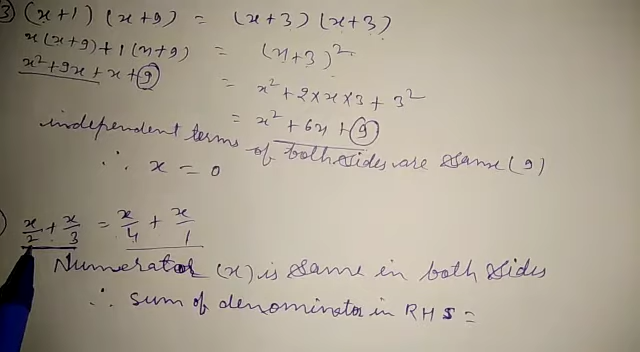 3) (x+1) (x+9) = (x+3) (x+3)
x(x+9)+1(x+9) = (x+3)²
x²+9x+x+9 = x²+2×x×3+3²
= x²+6x+9
independent terms of both sides are same (9)
∴ x = 0
) x/2 + x/3 = x/4 + x/1
Numerator (x) is same in both sides
∴ sum of denominator in RHS =